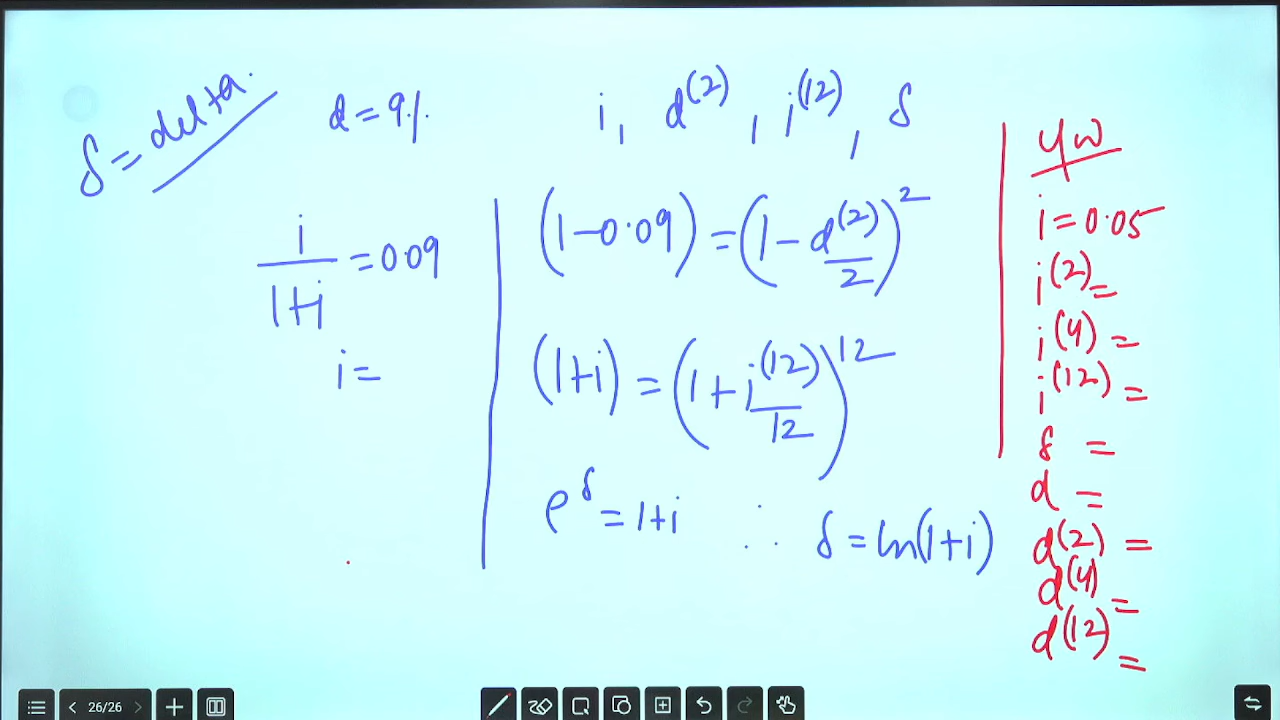 δ = delta.
d = 9%.
i, d^(2), i^(12), δ
i/(1+i) = 0.09
i =
(1-0.09) = (1 - d^(2)/2)^2
(1+i) = (1 + i^(12)/12)^12
e^δ = 1+i ∴ δ = ln(1+i)
i = 0.05
i^(2) =
i^(4) =
i^(12) =
δ =
d =
d^(2) =
d^(4) =
d^(12) =
26/26